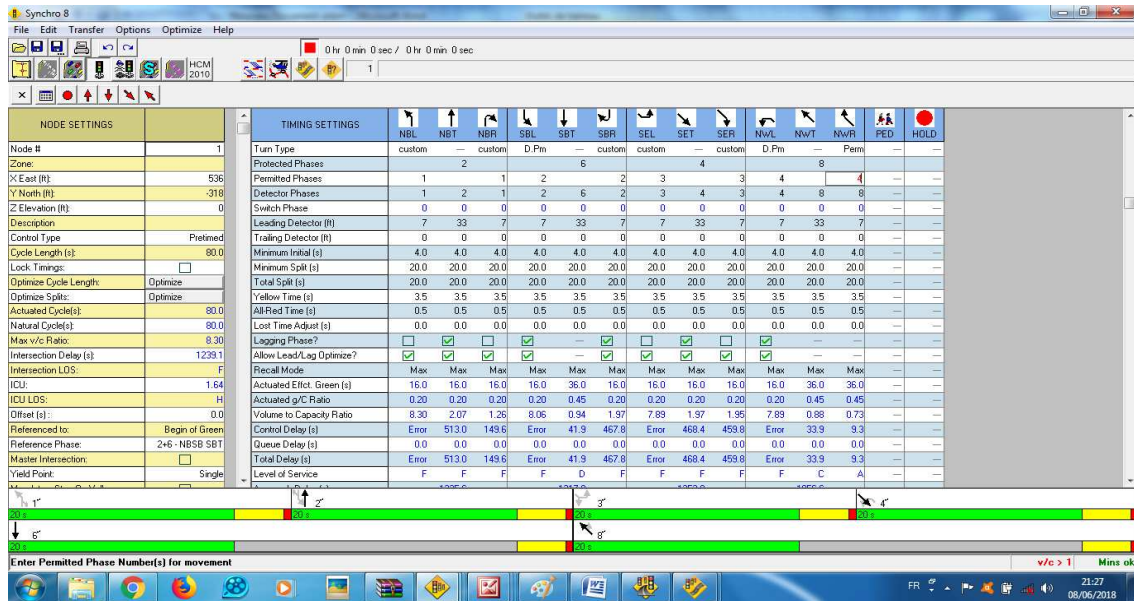 Synchro 8
File Edit Transfer Options Optimize Help
0 hr 0 min 0 sec / 0 hr 0 min 0 sec
HCM 2010 1
NODE SETTINGS
Node # 1
Zone:
X East (ft): 536
Y North (ft): -318
Z Elevation (ft): 0
Description
Control Type Pretimed
Cycle Length (s): 80.0
Lock Timings:
Optimize Cycle Length: Optimize
Optimize Splits: Optimize
Actuated Cycle(s): 80.0
Natural Cycle(s): 80.0
Max v/c Ratio: 8.30
Intersection Delay (s): 1239.1
Intersection LOS: F
ICU: 1.64
ICU LOS: H
Offset (s) : 0.0
Referenced to: Begin of Green
Reference Phase: 2+6 - NBSB SBT
Master Intersection:
Yield Point: Single
TIMING SETTINGS NBL NBT NBR SBL SBT SBR SEL SET SER NWL NWT NWR PED HOLD
Turn Type custom — custom D.Pm — custom custom — custom D.Pm — Perm — —
Protected Phases 2 6 4 8 — —
Permitted Phases 1 1 2 2 3 3 4 4 — —
Detector Phases 1 2 1 2 6 2 3 4 3 4 8 8 — —
Switch Phase 0 0 0 0 0 0 0 0 0 0 0 0 — —
Leading Detector (ft) 7 33 7 7 33 7 7 33 7 7 33 7 — —
Trailing Detector (ft) 0 0 0 0 0 0 0 0 0 0 0 0 — —
Minimum Initial (s) 4.0 4.0 4.0 4.0 4.0 4.0 4.0 4.0 4.0 4.0 4.0 4.0 — —
Minimum Split (s) 20.0 20.0 20.0 20.0 20.0 20.0 20.0 20.0 20.0 20.0 20.0 20.0 — —
Total Split (s) 20.0 20.0 20.0 20.0 20.0 20.0 20.0 20.0 20.0 20.0 20.0 20.0 — —
Yellow Time (s) 3.5 3.5 3.5 3.5 3.5 3.5 3.5 3.5 3.5 3.5 3.5 3.5 — —
All-Red Time (s) 0.5 0.5 0.5 0.5 0.5 0.5 0.5 0.5 0.5 0.5 0.5 0.5 — —
Lost Time Adjust (s) 0.0 0.0 0.0 0.0 0.0 0.0 0.0 0.0 0.0 0.0 0.0 0.0 — —
Lagging Phase? — — — — —
Allow Lead/Lag Optimize? — — — — —
Recall Mode Max Max Max Max Max Max Max Max Max Max Max Max — —
Actuated Effct. Green (s) 16.0 16.0 16.0 16.0 36.0 16.0 16.0 16.0 16.0 16.0 36.0 36.0 — —
Actuated g/C Ratio 0.20 0.20 0.20 0.20 0.45 0.20 0.20 0.20 0.20 0.20 0.45 0.45 — —
Volume to Capacity Ratio 8.30 2.07 1.26 8.06 0.94 1.97 7.89 1.97 1.95 7.89 0.88 0.73 — —
Control Delay (s) Error 513.0 149.6 Error 41.9 467.8 Error 468.4 459.8 Error 33.9 9.3 — —
Queue Delay (s) 0.0 0.0 0.0 0.0 0.0 0.0 0.0 0.0 0.0 0.0 0.0 0.0 — —
Total Delay (s) Error 513.0 149.6 Error 41.9 467.8 Error 468.4 459.8 Error 33.9 9.3 — —
Level of Service F F F F D F F F F F C A — —
1 2 3 4
20 s 20 s 20 s 20 s
6 8
20 s 20 s
Enter Permitted Phase Number(s) for movement v/c > 1 Mins ok
FR 21:27
08/06/2018